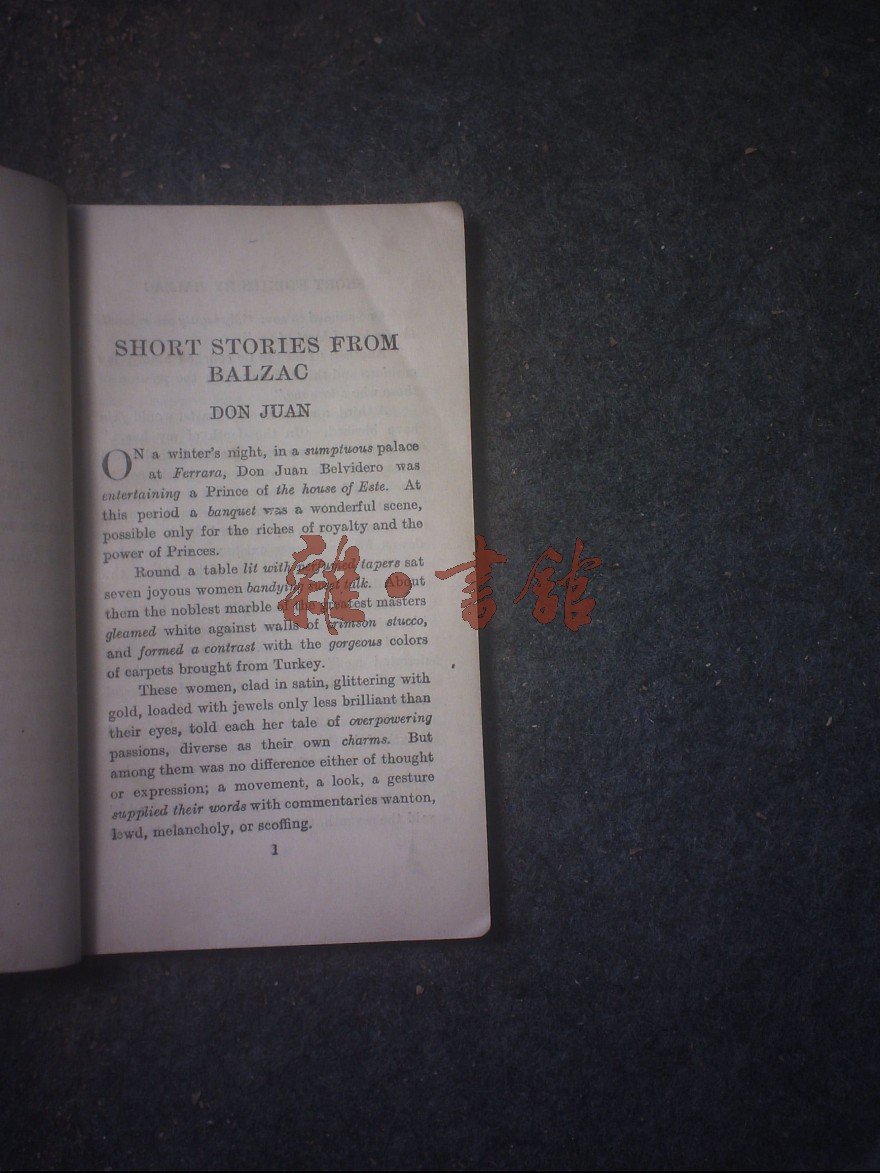 SHORT STORIES FROM
BALZAC
DON JUAN
ON a winter's night, in a sumptuous palace
at Ferrara, Don Juan Belvidero was
entertaining a Prince of the house of Este. At
this period a banquet was a wonderful scene,
possible only for the riches of royalty and the
power of Princes.
Round a table lit with perfumed tapers sat
seven joyous women bandying sweet talk. About
them the noblest marble of the greatest masters
gleamed white against walls of crimson stucco,
and formed a contrast with the gorgeous colors
of carpets brought from Turkey.
These women, clad in satin, glittering with
gold, loaded with jewels only less brilliant than
their eyes, told each her tale of overpowering
passions, diverse as their own charms. But
among them was no difference either of thought
or expression; a movement, a look, a gesture
supplied their words with commentaries wanton,
lewd, melancholy, or scoffing.
1
雜·書館